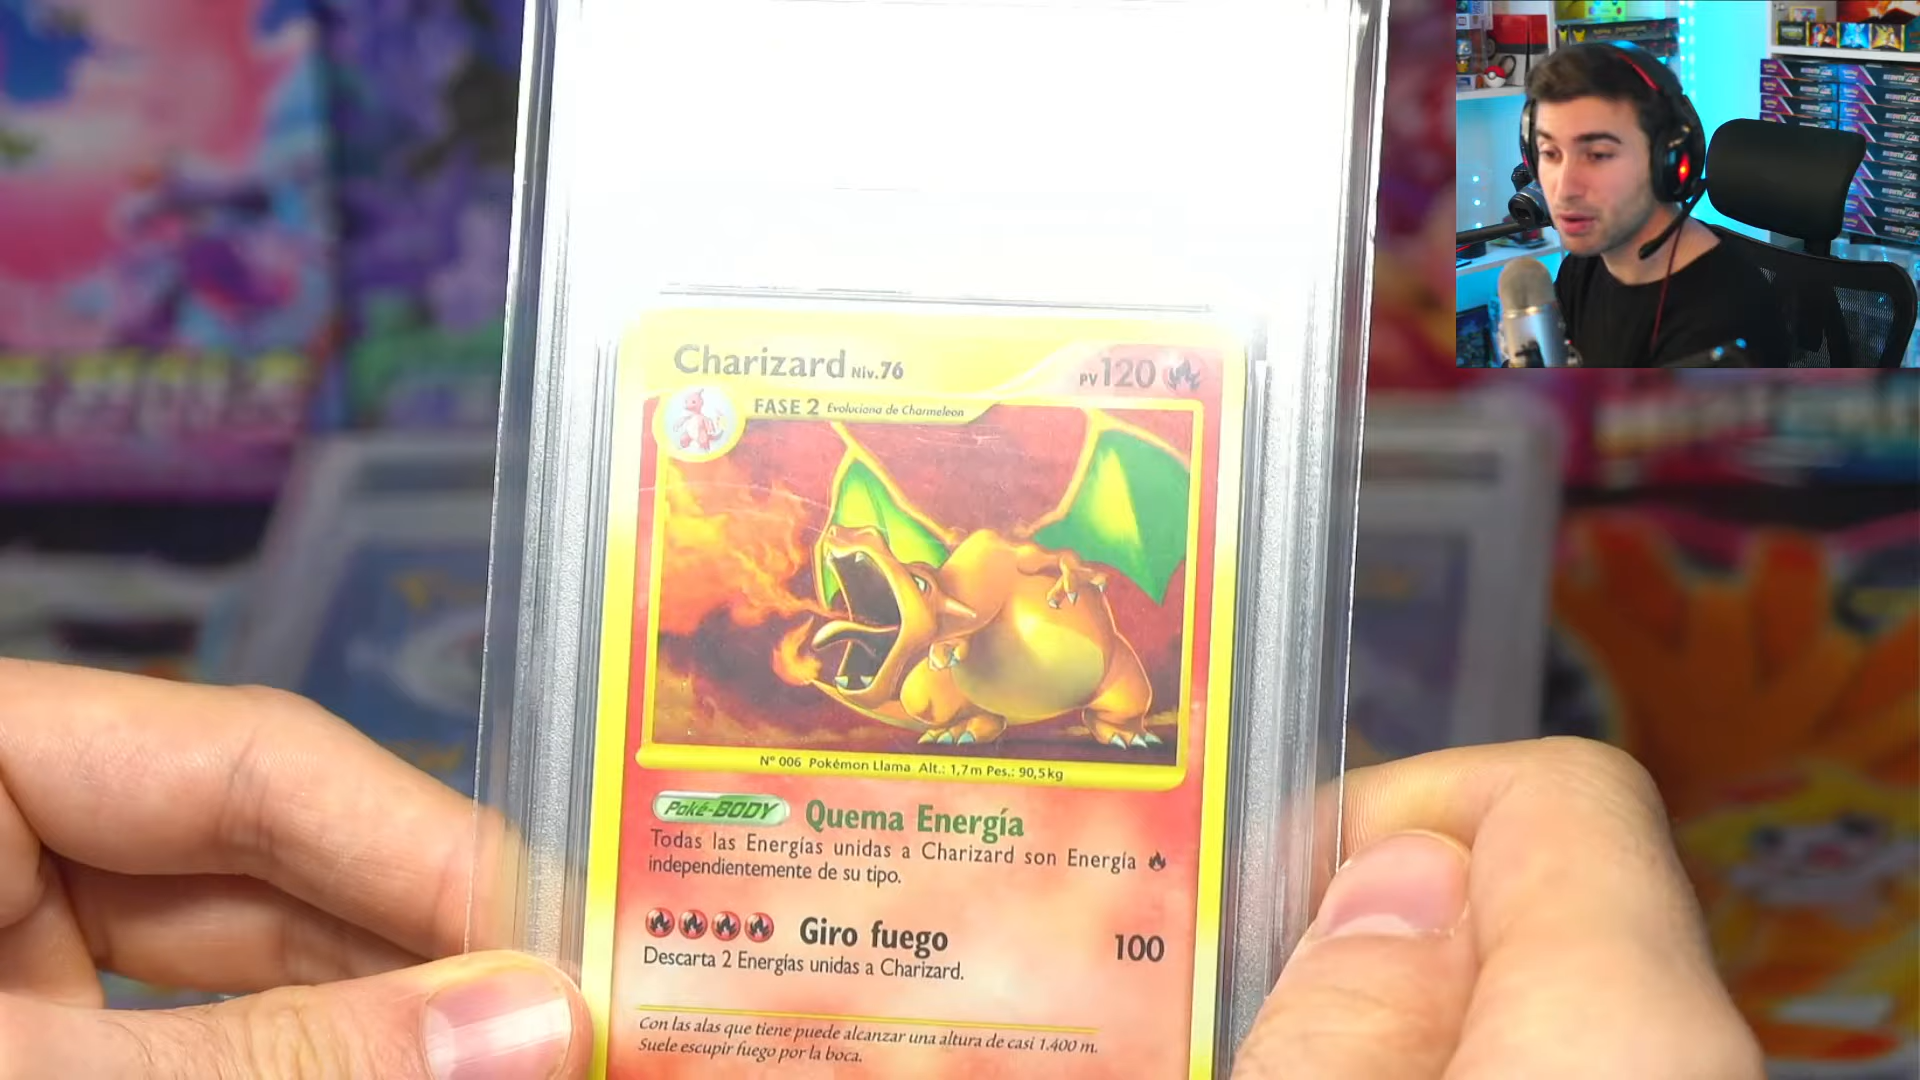 Charizard Niv.76
PV 120
FASE 2 Evoluciona de Charmeleon
Nº 006 Pokémon Llama Alt.: 1,7m Pes.: 90,5kg
Poké-BODY Quema Energía
Todas las Energías unidas a Charizard son Energía
independientemente de su tipo.
Giro fuego 100
Descarta 2 Energías unidas a Charizard.
Con las alas que tiene puede alcanzar una altura de casi 1.400 m.
Suele escupir fuego por la boca.